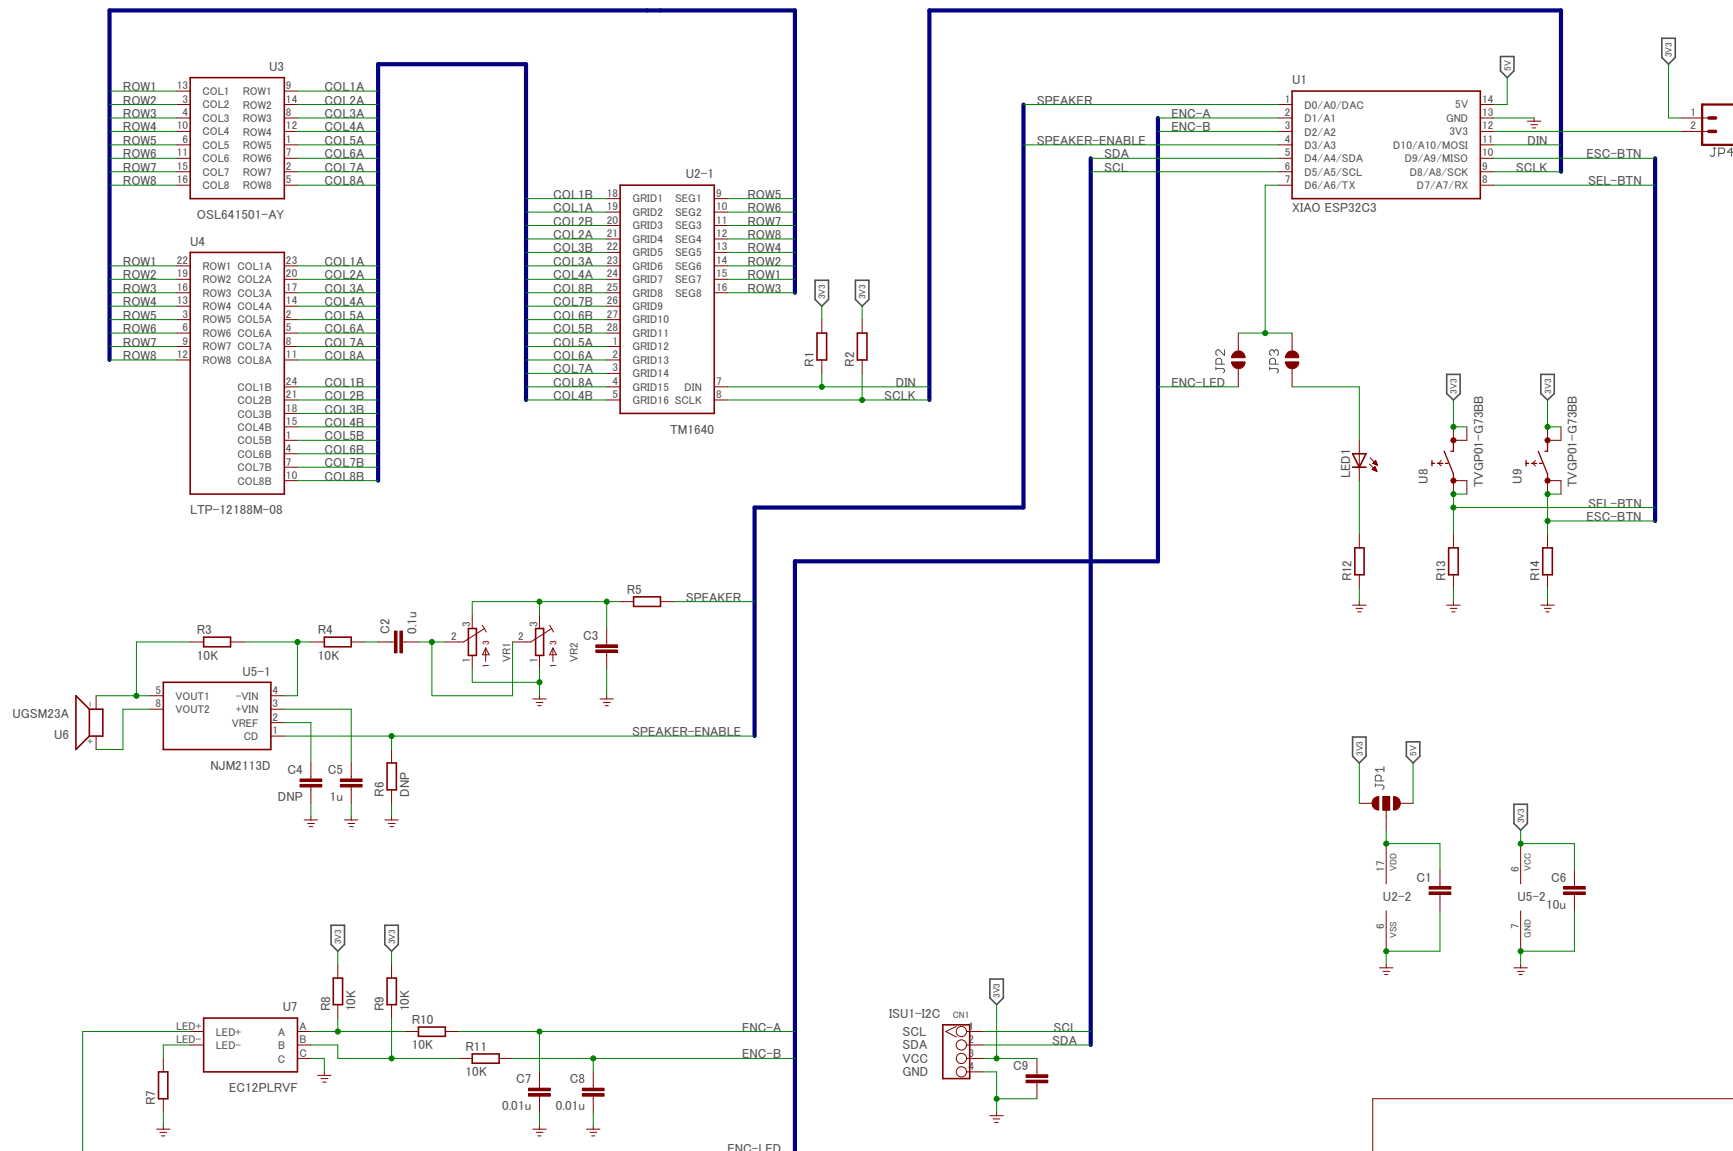 U3
ROW1 13 COL1 ROW1 9 COL1A
ROW2 3 COL2 ROW2 14 COL2A
ROW3 4 COL3 ROW3 8 COL3A
ROW4 10 COL4 ROW4 12 COL4A
ROW5 6 COL5 ROW5 1 COL5A
ROW6 11 COL6 ROW6 7 COL6A
ROW7 15 COL7 ROW7 2 COL7A
ROW8 16 COL8 ROW8 5 COL8A
OSL641501-AY
U4
ROW1 22 ROW1 COL1A 23 COL1A
ROW2 19 ROW2 COL2A 20 COL2A
ROW3 16 ROW3 COL3A 17 COL3A
ROW4 13 ROW4 COL4A 14 COL4A
ROW5 3 ROW5 COL5A 2 COL5A
ROW6 6 ROW6 COL6A 5 COL6A
ROW7 9 ROW7 COL7A 8 COL7A
ROW8 12 ROW8 COL8A 11 COL8A
COL1B 24 COL1B
COL2B 21 COL2B
COL3B 18 COL3B
COL4B 15 COL4B
COL5B 1 COL5B
COL6B 4 COL6B
COL7B 7 COL7B
COL8B 10 COL8B
LTP-12188M-08
U2-1
COL1B 18 GRID1 SEG1 9 ROW5
COL1A 19 GRID2 SEG2 10 ROW6
COL2B 20 GRID3 SEG3 11 ROW7
COL2A 21 GRID4 SEG4 12 ROW8
COL3B 22 GRID5 SEG5 13 ROW4
COL3A 23 GRID6 SEG6 14 ROW2
COL4A 24 GRID7 SEG7 15 ROW1
COL8B 25 GRID8 SEG8 16 ROW3
COL7B 26 GRID9
COL6B 27 GRID10
COL5B 28 GRID11
COL5A 1 GRID12
COL6A 2 GRID13
COL7A 3 GRID14
COL8A 4 GRID15 DIN 7 DIN
COL4B 5 GRID16 SCLK 8 SCLK
TM1640
3V3
3V3
R1
R2
U1
5V
3V3
SPEAKER 1 D0/A0/DAC 5V 14
ENC-A 2 D1/A1 GND 13
ENC-B 3 D2/A2 3V3 12
SPEAKER-ENABLE 4 D3/A3 D10/A10/MOSI 11 DIN
SDA 5 D4/A4/SDA D9/A9/MISO 10 ESC-BTN
SCL 6 D5/A5/SCL D8/A8/SCK 9 SCLK
7 D6/A6/TX D7/A7/RX 8 SEL-BTN
XIAO ESP32C3
1
2
JP4
JP2
JP3
ENC-LED
LED1
R12
3V3
3V3
U8
TVGP01-G73BB
U9
TVGP01-G73BB
SEL-BTN
ESC-BTN
R13
R14
R3
10K
R4
10K
C2
0.1u
2
3
1
VR1
3
1
2
3
1
VR2
3
1
C3
R5
SPEAKER
U5-1
UGSM23A
U6
-
+
5 VOUT1 -VIN 4
8 VOUT2 +VIN 3
VREF 2
CD 1
NJM2113D
SPEAKER-ENABLE
C4
DNP
C5
1u
R6
DNP
3V3
5V
JP1
17
VDD
U2-2
6
VSS
C1
3V3
6
VCC
U5-2
7
GND
C6
10u
3V3
3V3
R8
10K
R9
10K
U7
LED+ LED+ A A
LED- LED- B B
C C
EC12PLRVF
R7
R10
10K
R11
10K
ENC-A
ENC-B
C7
0.01u
C8
0.01u
ENC-LED
3V3
ISU1-I2C CN1
SCL 1 SCL
SDA 2 SDA
VCC 3
GND 4
C9